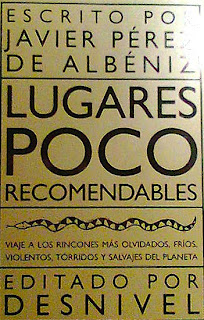 ESCRITO POR
JAVIER PÉREZ
DE ALBÉNIZ
LUGARES
POCO
RECOMENDABLES
VIAJE A LOS RINCONES MÁS OLVIDADOS, FRÍOS,
VIOLENTOS, TÓRRIDOS Y SALVAJES DEL PLANETA
EDITADO POR
DESNIVEL